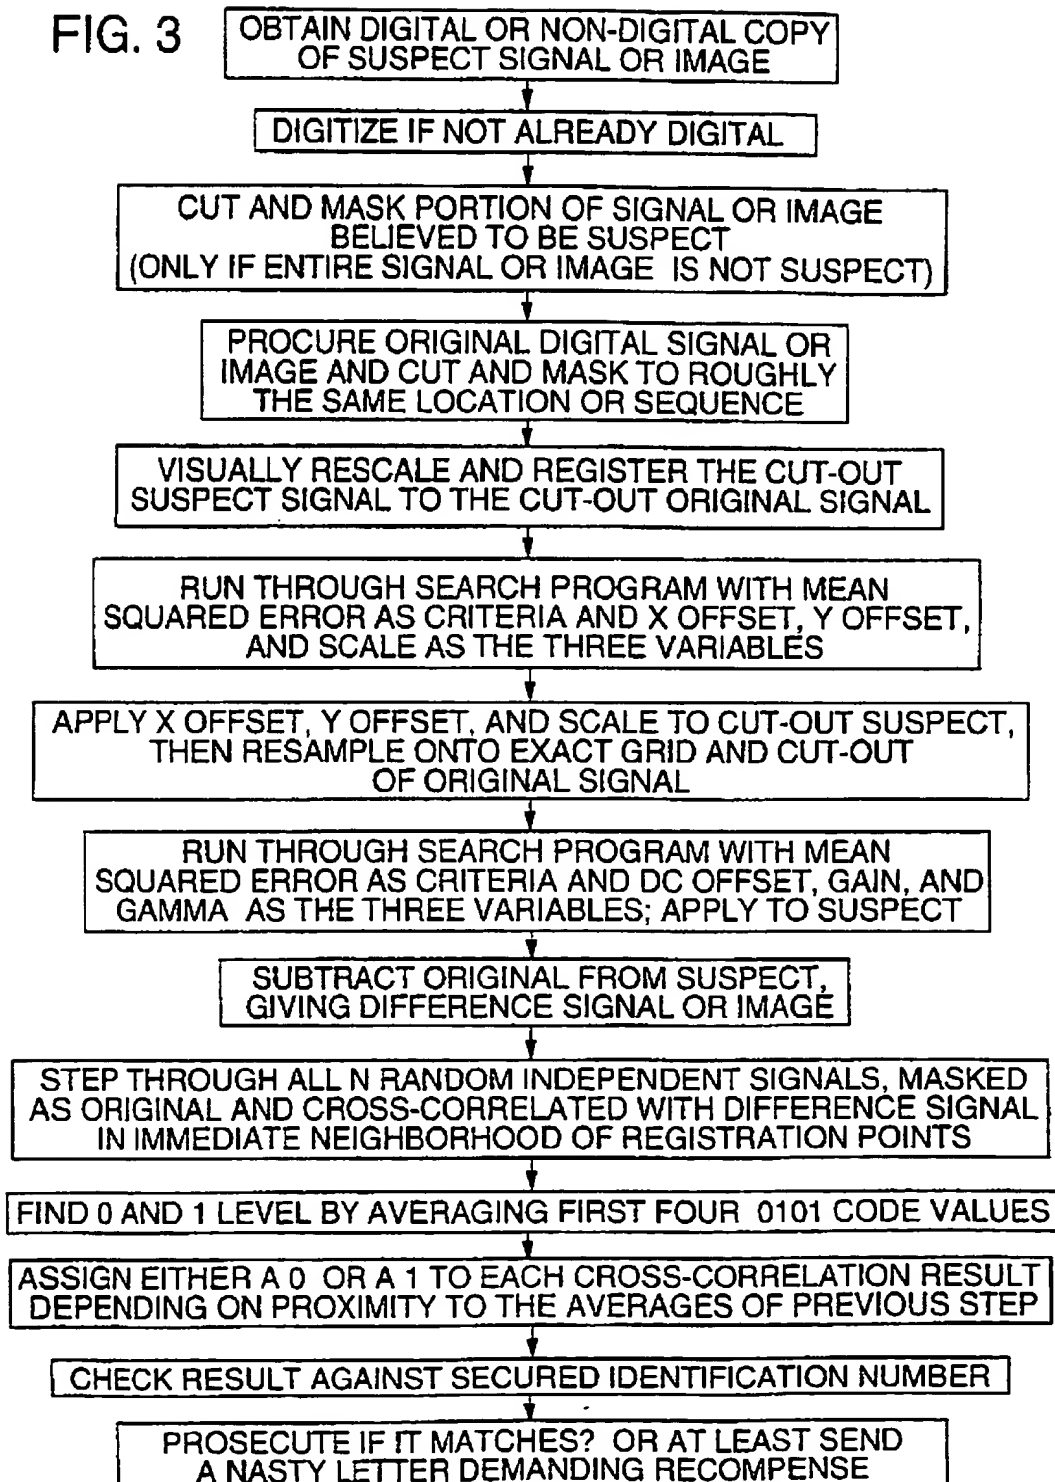 FIG. 3
OBTAIN DIGITAL OR NON-DIGITAL COPY
OF SUSPECT SIGNAL OR IMAGE
DIGITIZE IF NOT ALREADY DIGITAL
CUT AND MASK PORTION OF SIGNAL OR IMAGE
BELIEVED TO BE SUSPECT
(ONLY IF ENTIRE SIGNAL OR IMAGE IS NOT SUSPECT)
PROCURE ORIGINAL DIGITAL SIGNAL OR
IMAGE AND CUT AND MASK TO ROUGHLY
THE SAME LOCATION OR SEQUENCE
VISUALLY RESCALE AND REGISTER THE CUT-OUT
SUSPECT SIGNAL TO THE CUT-OUT ORIGINAL SIGNAL
RUN THROUGH SEARCH PROGRAM WITH MEAN
SQUARED ERROR AS CRITERIA AND X OFFSET, Y OFFSET,
AND SCALE AS THE THREE VARIABLES
APPLY X OFFSET, Y OFFSET, AND SCALE TO CUT-OUT SUSPECT,
THEN RESAMPLE ONTO EXACT GRID AND CUT-OUT
OF ORIGINAL SIGNAL
RUN THROUGH SEARCH PROGRAM WITH MEAN
SQUARED ERROR AS CRITERIA AND DC OFFSET, GAIN, AND
GAMMA AS THE THREE VARIABLES; APPLY TO SUSPECT
SUBTRACT ORIGINAL FROM SUSPECT,
GIVING DIFFERENCE SIGNAL OR IMAGE
STEP THROUGH ALL N RANDOM INDEPENDENT SIGNALS, MASKED
AS ORIGINAL AND CROSS-CORRELATED WITH DIFFERENCE SIGNAL
IN IMMEDIATE NEIGHBORHOOD OF REGISTRATION POINTS
FIND 0 AND 1 LEVEL BY AVERAGING FIRST FOUR 0101 CODE VALUES
ASSIGN EITHER A 0 OR A 1 TO EACH CROSS-CORRELATION RESULT
DEPENDING ON PROXIMITY TO THE AVERAGES OF PREVIOUS STEP
CHECK RESULT AGAINST SECURED IDENTIFICATION NUMBER
PROSECUTE IF IT MATCHES? OR AT LEAST SEND
A NASTY LETTER DEMANDING RECOMPENSE